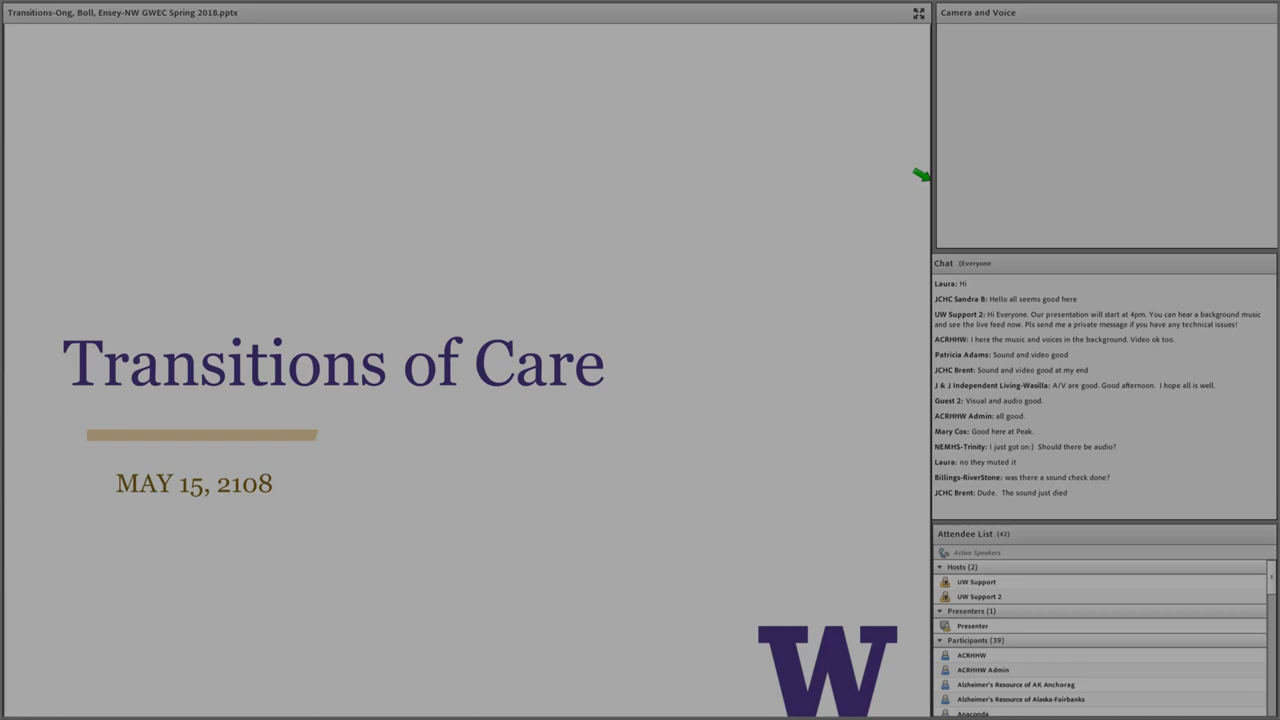 Transitions-Ong, Boll, Ensey-NW GWEC Spring 2018.pptx
Transitions of Care
MAY 15, 2108
W
Camera and Voice
Chat (Everyone
Laura: Hi
JCHC Sandra B: Hello all seems good here
UW Support 2: Hi Everyone. Our presentation will start at 4pm. You can hear a background music
and see the live feed now. Pls send me a private message if you have any technical issues!
ACRHHW: I here the music and voices in the background. Video ok too.
Patricia Adams: Sound and video good
JCHC Brent: Sound and video good at my end
J & J Independent Living-Wasilla: A/V are good. Good afternoon. I hope all is well.
Guest 2: Visual and audio good.
ACRHHW Admin: all good.
Mary Cox: Good here at Peak.
NEMHS-Trinity: I just got on:) Should there be audio?
Laura: no they muted it
Billings-RiverStone: was there a sound check done?
JCHC Brent: Dude. The sound just died
Attendee List (42)
Active Speakers
Hosts (2)
UW Support
UW Support 2
Presenters (1)
Presenter
Participants (39)
ACRHHW
ACRHHW Admin
Alzheimer's Resource of AK Anchorag
Alzheimer's Resource of Alaska-Fairbanks
Anaconda